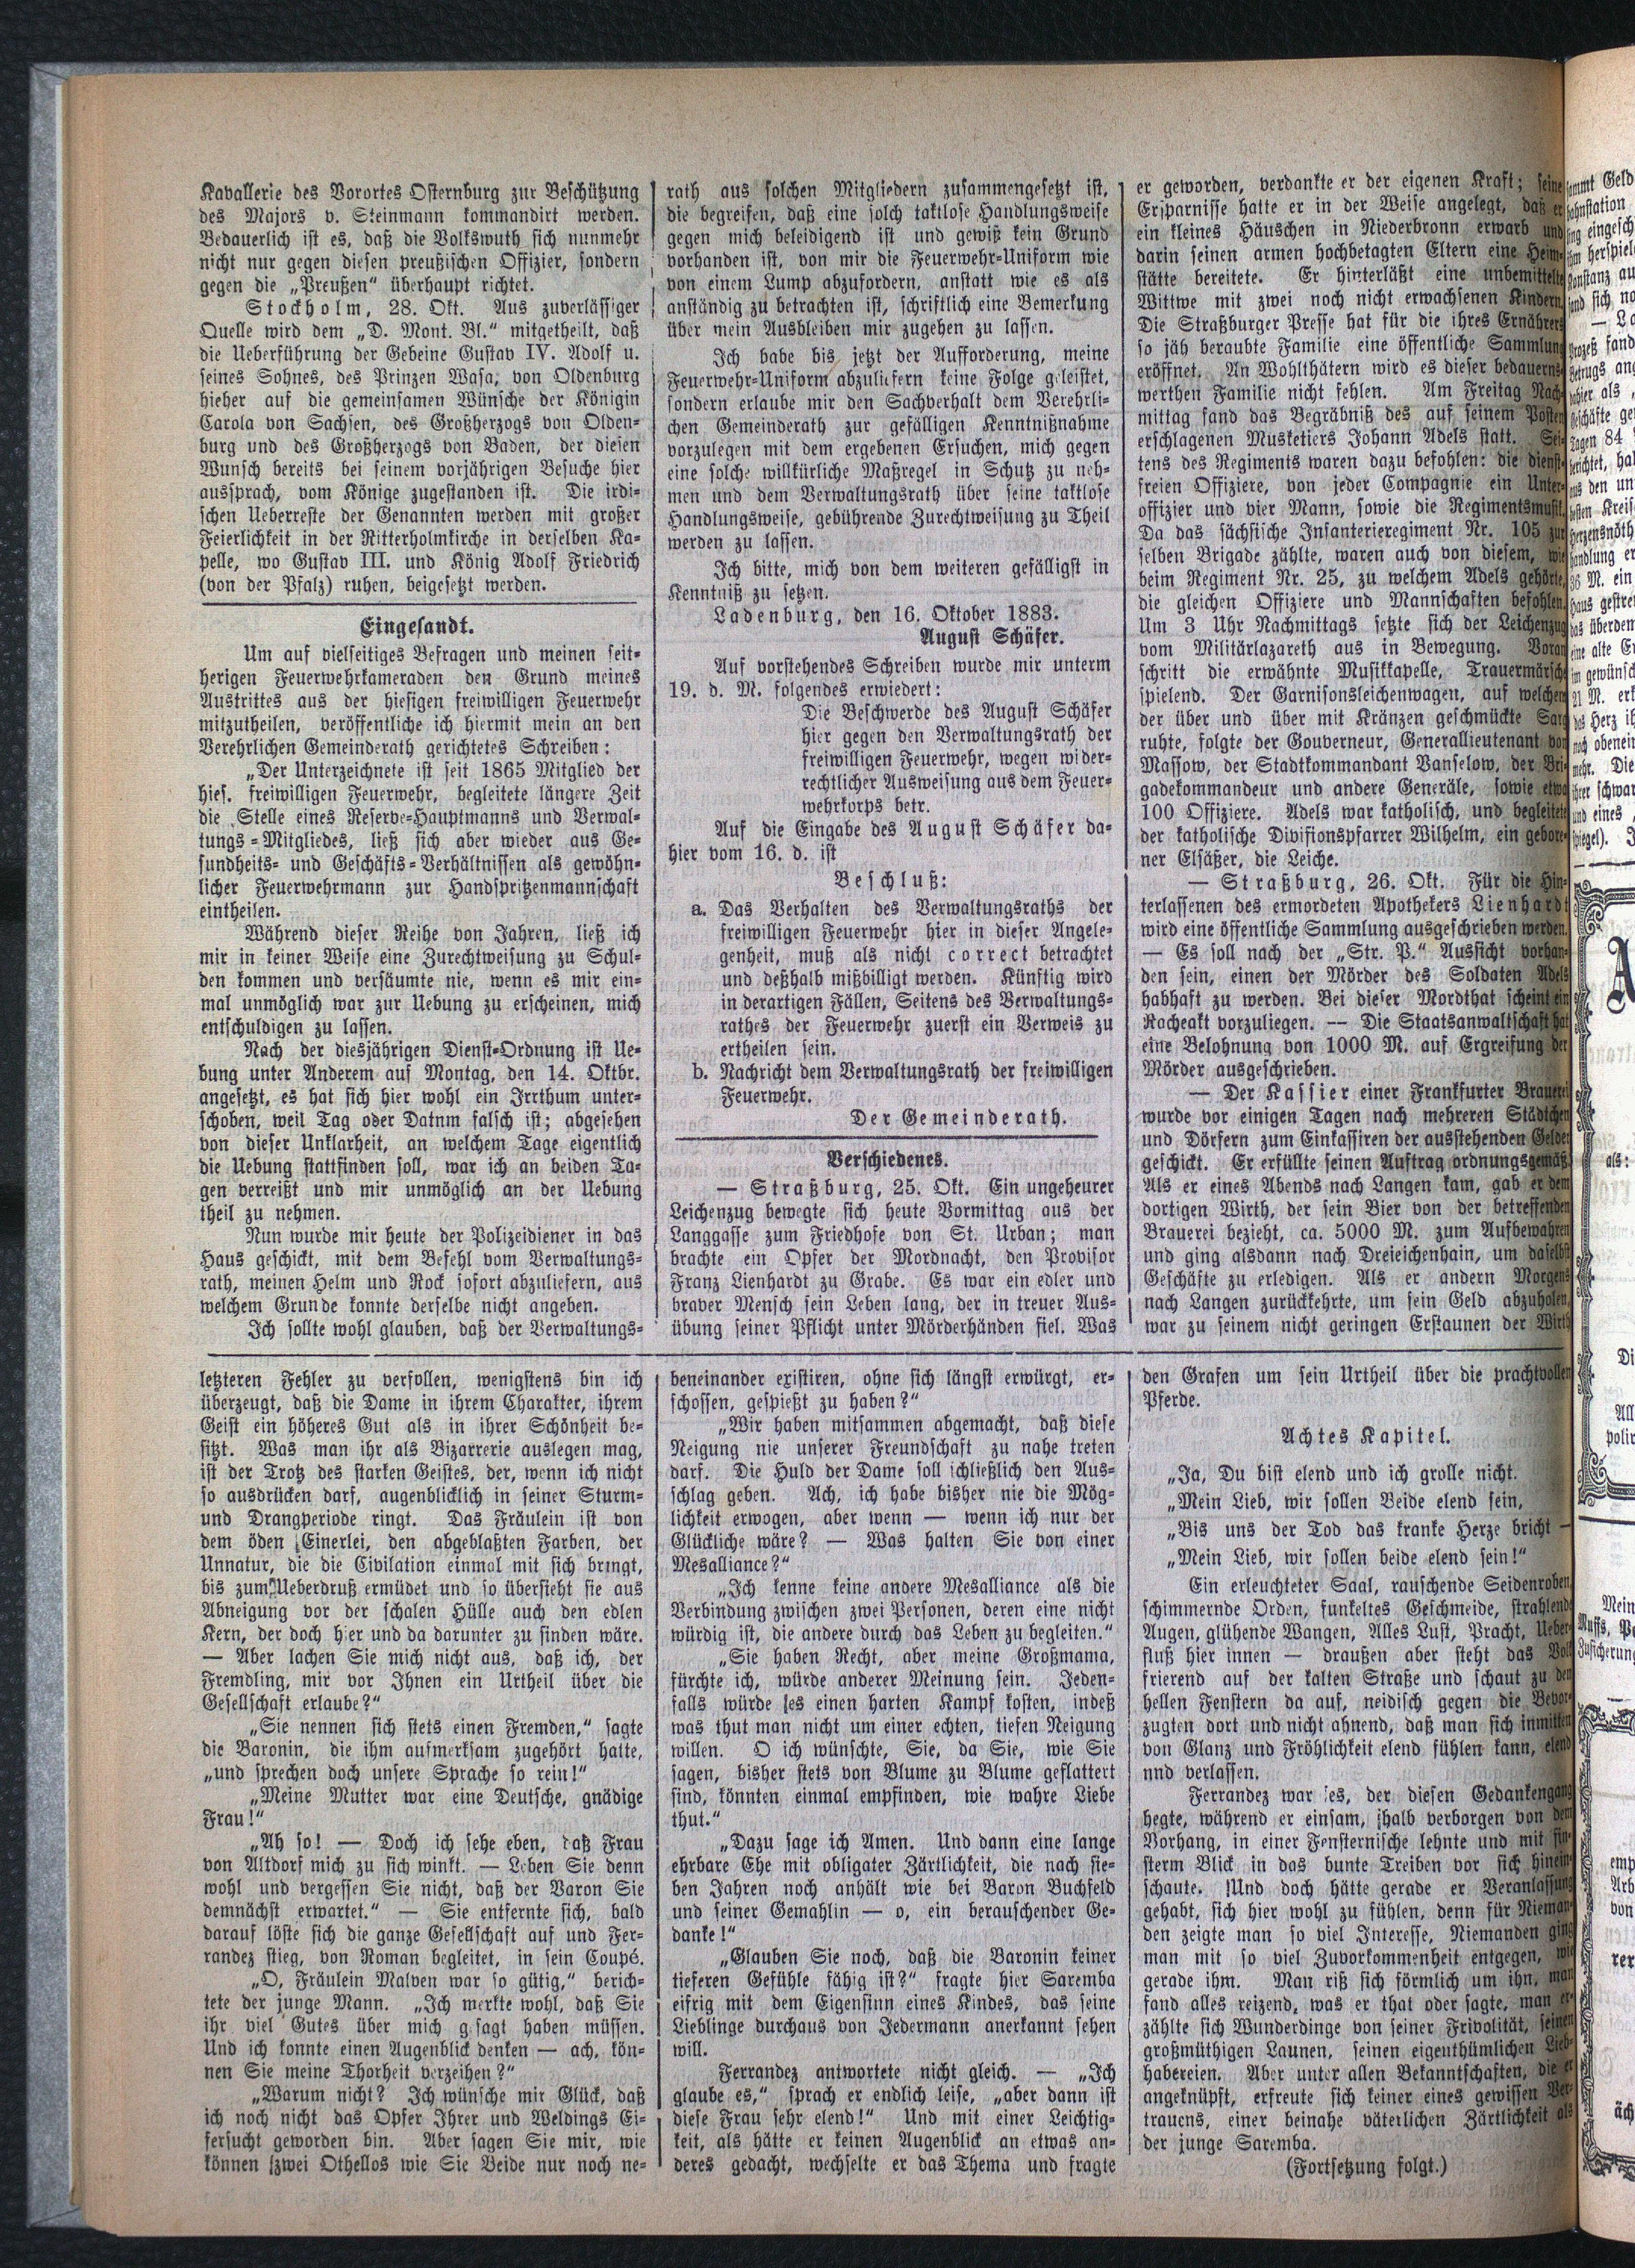 Kavallerie des Vorortes Osternburg zur Beschützung
des Majors v. Steinmann kommandirt werden.
Bedauerlich ist es, daß die Volkswuth sich nunmehr
nicht nur gegen diesen preußischen Offizier, sondern
gegen die „Preußen“ überhaupt richtet.
Stockholm, 28. Okt. Aus zuverlässiger
Quelle wird dem „D. Mont. Bl.“ mitgetheilt, daß
die Ueberführung der Gebeine Gustav IV. Adolf u.
seines Sohnes, des Prinzen Wasa, von Oldenburg
hieher auf die gemeinsamen Wünsche der Königin
Carola von Sachsen, des Großherzogs von Olden-
burg und des Großherzogs von Baden, der diesen
Wunsch bereits bei seinem vorjährigen Besuche hier
aussprach, vom Könige zugestanden ist. Die irdi-
schen Ueberreste der Genannten werden mit großer
Feierlichkeit in der Ritterholmkirche in derselben Ka-
pelle, wo Gustav III. und König Adolf Friedrich
(von der Pfalz) ruhen, beigesetzt werden.
Eingesandt.
Um auf vielseitiges Befragen und meinen seit-
herigen Feuerwehrkameraden den Grund meines
Austrittes aus der hiesigen freiwilligen Feuerwehr
mitzutheilen, veröffentliche ich hiermit mein an den
Verehrlichen Gemeinderath gerichtetes Schreiben:
„Der Unterzeichnete ist seit 1865 Mitglied der
hies. freiwilligen Feuerwehr, begleitete längere Zeit
die Stelle eines Reserve-Hauptmanns und Verwal-
tungs-Mitgliedes, ließ sich aber wieder aus Ge-
sundheits- und Geschäfts-Verhältnissen als gewöhn-
licher Feuerwehrmann zur Handspritzenmannschaft
eintheilen.
Während dieser Reihe von Jahren, ließ ich
mir in keiner Weise eine Zurechtweisung zu Schul-
den kommen und versäumte nie, wenn es mir ein-
mal unmöglich war zur Uebung zu erscheinen, mich
entschuldigen zu lassen.
Nach der diesjährigen Dienst-Ordnung ist Ue-
bung unter Anderem auf Montag, den 14. Oktbr.
angesetzt, es hat sich hier wohl ein Irrthum unter-
schoben, weil Tag oder Datnm falsch ist; abgesehen
von dieser Unklarheit, an welchem Tage eigentlich
die Uebung stattfinden soll, war ich an beiden Ta-
gen verreißt und mir unmöglich an der Uebung
theil zu nehmen.
Nun wurde mir heute der Polizeidiener in das
Haus geschickt, mit dem Befehl vom Verwaltungs-
rath, meinen Helm und Rock sofort abzuliefern, aus
welchem Grunde konnte derselbe nicht angeben.
Ich sollte wohl glauben, daß der Verwaltungs-
rath aus solchen Mitgliedern zusammengesetzt ist,
die begreifen, daß eine solch taktlose Handlungsweise
gegen mich beleidigend ist und gewiß kein Grund
vorhanden ist, von mir die Feuerwehr-Uniform wie
von einem Lump abzufordern, anstatt wie es als
anständig zu betrachten ist, schriftlich eine Bemerkung
über mein Ausbleiben mir zugehen zu lassen.
Ich babe bis jetzt der Aufforderung, meine
Feuerwehr-Uniform abzuliefern keine Folge geleistet,
sondern erlaube mir den Sachverhalt dem Verehrli-
chen Gemeinderath zur gefälligen Kenntnißnahme
vorzulegen mit dem ergebenen Ersuchen, mich gegen
eine solche willkürliche Maßregel in Schutz zu neh-
men und dem Verwaltungsrath über seine taktlose
Handlungsweise, gebührende Zurechtweisung zu Theil
werden zu lassen.
Ich bitte, mich von dem weiteren gefälligst in
Kenntniß zu setzen.
Ladenburg, den 16. Oktober 1883.
August Schäfer.
Auf vorstehendes Schreiben wurde mir unterm
19. d. M. folgendes erwiedert:
Die Beschwerde des August Schäfer
hier gegen den Verwaltungsrath der
freiwilligen Feuerwehr, wegen wider-
rechtlicher Ausweisung aus dem Feuer-
wehrkorps betr.
Auf die Eingabe des August Schäfer da-
hier vom 16. d. ist
Beschluß:
a. Das Verhalten des Verwaltungsraths der
freiwilligen Feuerwehr hier in dieser Angele-
genheit, muß als nicht correct betrachtet
und deßhalb mißbilligt werden. Künftig wird
in derartigen Fällen, Seitens des Verwaltungs-
rathes der Feuerwehr zuerst ein Verweis zu
ertheilen sein.
b. Nachricht dem Verwaltungsrath der freiwilligen
Feuerwehr.
Der Gemeinderath.
Verschiedenes.
— Straßburg, 25. Okt. Ein ungeheurer
Leichenzug bewegte sich heute Vormittag aus der
Langgasse zum Friedhofe von St. Urban; man
brachte ein Opfer der Mordnacht, den Provisor
Franz Lienhardt zu Grabe. Es war ein edler und
braver Mensch sein Leben lang, der in treuer Aus-
übung seiner Pflicht unter Mörderhänden fiel. Was
er geworden, verdankte er der eigenen Kraft; seine
Ersparnisse hatte er in der Weise angelegt, daß er
ein kleines Häuschen in Niederbronn erwarb und
darin seinen armen hochbetagten Eltern eine Heim-
stätte bereitete. Er hinterläßt eine unbemittelte
Wittwe mit zwei noch nicht erwachsenen Kindern.
Die Straßburger Presse hat für die ihres Ernährers
so jäh beraubte Familie eine öffentliche Sammlung
eröffnet. An Wohlthätern wird es dieser bedauerns-
werthen Familie nicht fehlen. Am Freitag Nach-
mittag fand das Begräbniß des auf seinem Posten
erschlagenen Musketiers Johann Adels statt. Sei-
tens des Regiments waren dazu befohlen: die dienst-
freien Offiziere, von jeder Compagnie ein Unter-
offizier und vier Mann, sowie die Regimentsmusik.
Da das sächsische Infanterieregiment Nr. 105 zur
selben Brigade zählte, waren auch von diesem, wie
beim Regiment Nr. 25, zu welchem Adels gehörte,
die gleichen Offiziere und Mannschaften befohlen.
Um 3 Uhr Nachmittags setzte sich der Leichenzug
vom Militärlazareth aus in Bewegung. Voran
schritt die erwähnte Musikkapelle, Trauermärsche
spielend. Der Garnisonsleichenwagen, auf welchem
der über und über mit Kränzen geschmückte Sarg
ruhte, folgte der Gouverneur, Generallieutenant von
Massow, der Stadtkommandant Vanselow, der Bri-
gadekommandeur und andere Generäle, sowie etwa
100 Offiziere. Adels war katholisch, und begleitete
der katholische Divisionspfarrer Wilhelm, ein gebore-
ner Elsäßer, die Leiche.
— Straßburg, 26. Okt. Für die Hin-
terlassenen des ermordeten Apothekers Lienhardt
wird eine öffentliche Sammlung ausgeschrieben werden.
— Es soll nach der „Str. P.“ Aussicht vorhan-
den sein, einen der Mörder des Soldaten Adels
habhaft zu werden. Bei dieser Mordthat scheint ein
Racheakt vorzuliegen. — Die Staatsanwaltschaft hat
eine Belohnung von 1000 M. auf Ergreifung der
Mörder ausgeschrieben.
— Der Kassier einer Frankfurter Brauerei
wurde vor einigen Tagen nach mehreren Städtchen
und Dörfern zum Einkassiren der ausstehenden Gelder
geschickt. Er erfüllte seinen Auftrag ordnungsgemäß.
Als er eines Abends nach Langen kam, gab er dem
dortigen Wirth, der sein Bier von der betreffenden
Brauerei bezieht, ca. 5000 M. zum Aufbewahren
und ging alsdann nach Dreieichenhain, um daselbst
Geschäfte zu erledigen. Als er andern Morgens
nach Langen zurückkehrte, um sein Geld abzuholen,
war zu seinem nicht geringen Erstaunen der Wirth
letzteren Fehler zu verfollen, wenigstens bin ich
überzeugt, daß die Dame in ihrem Charakter, ihrem
Geist ein höheres Gut als in ihrer Schönheit be-
sitzt. Was man ihr als Bizarrerie auslegen mag,
ist der Trotz des starken Geistes, der, wenn ich nicht
so ausdrücken darf, augenblicklich in seiner Sturm-
und Drangperiode ringt. Das Fräulein ist von
dem öden Einerlei, den abgeblaßten Farben, der
Unnatur, die die Civilation einmal mit sich bringt,
bis zum Ueberdruß ermüdet und so übersieht sie aus
Abneigung vor der schalen Hülle auch den edlen
Kern, der doch hier und da darunter zu finden wäre.
— Aber lachen Sie mich nicht aus, daß ich, der
Fremdling, mir vor Ihnen ein Urtheil über die
Gesellschaft erlaube?“
„Sie nennen sich stets einen Fremden,“ sagte
die Baronin, die ihm aufmerksam zugehört halte,
„und sprechen doch unsere Sprache so rein!“
„Meine Mutter war eine Deutsche, gnädige
Frau!“
„Ah so! — Doch ich sehe eben, daß Frau
von Altdorf mich zu sich winkt. — Leben Sie denn
wohl und vergessen Sie nicht, daß der Baron Sie
demnächst erwartet.“ — Sie entfernte sich, bald
darauf löste sich die ganze Gesellschaft auf und Fer-
randez stieg, von Roman begleitet, in sein Coupé.
„O, Fräulein Malven war so gütig,“ berich-
tete der junge Mann. „Ich merkte wohl, daß Sie
ihr viel Gutes über mich g sagt haben müssen.
Und ich konnte einen Augenblick denken — ach, kön-
nen Sie meine Thorheit verzeihen?“
„Warum nicht? Ich wünsche mir Glück, daß
ich noch nicht das Opfer Ihrer und Weldings Ei-
fersucht geworden bin. Aber sagen Sie mir, wie
können zwei Othellos wie Sie Beide nur noch ne-
beneinander existiren, ohne sich längst erwürgt, er-
schossen, gespießt zu haben?“
„Wir haben mitsammen abgemacht, daß diese
Neigung nie unserer Freundschaft zu nahe treten
darf. Die Huld der Dame soll schließlich den Aus-
schlag geben. Ach, ich habe bisher nie die Mög-
lichkeit erwogen, aber wenn — wenn ich nur der
Glückliche wäre? — Was halten Sie von einer
Mesalliance?“
„Ich kenne keine andere Mesalliance als die
Verbindung zwischen zwei Personen, deren eine nicht
würdig ist, die andere durch das Leben zu begleiten.“
„Sie haben Recht, aber meine Großmama,
fürchte ich, würde anderer Meinung sein. Jeden-
falls würde es einen harten Kampf kosten, indeß
was thut man nicht um einer echten, tiefen Neigung
willen. O ich wünschte, Sie, da Sie, wie Sie
sagen, bisher stets von Blume zu Blume geflattert
sind, könnten einmal empfinden, wie wahre Liebe
thut.“
„Dazu sage ich Amen. Und dann eine lange
ehrbare Ehe mit obligater Zärtlichkeit, die nach sie-
ben Jahren noch anhält wie bei Baron Buchfeld
und seiner Gemahlin — o, ein berauschender Ge-
danke!“
„Glauben Sie noch, daß die Baronin keiner
tieferen Gefühle fähig ist?“ fragte hier Saremba
eifrig mit dem Eigensinn eines Kindes, das seine
Lieblinge durchaus von Jedermann anerkannt sehen
will.
Ferrandez antwortete nicht gleich. — „Ich
glaube es,“ sprach er endlich leise, „aber dann ist
diese Frau sehr elend!“ Und mit einer Leichtig-
keit, als hätte er keinen Augenblick an etwas an-
deres gedacht, wechselte er das Thema und fragte
den Grafen um sein Urtheil über die prachtvollen
Pferde.
Achtes Kapitel.
„Ja, Du bist elend und ich grolle nicht.
„Mein Lieb, wir sollen Beide elend sein,
„Bis uns der Tod das kranke Herze bricht —
„Mein Lieb, wir sollen beide elend sein!“
Ein erleuchteter Saal, rauschende Seidenroben,
schimmernde Orden, funkeltes Geschmeide, strahlende
Augen, glühende Wangen, Alles Lust, Pracht, Ueber-
fluß hier innen — draußen aber steht das Volk
frierend auf der kalten Straße und schaut zu den
hellen Fenstern da auf, neidisch gegen die Bevor-
zugten dort und nicht ahnend, daß man sich inmitten
von Glanz und Fröhlichkeit elend fühlen kann, elend
nnd verlassen.
Ferrandez war es, der diesen Gedankengang
hegte, während er einsam, halb verborgen von dem
Vorhang, in einer Fensternische lehnte und mit fin-
sterm Blick in das bunte Treiben vor sich hinein-
schaute. Und doch hätte gerade er Veranlassung
gehabt, sich hier wohl zu fühlen, denn für Nieman-
den zeigte man so viel Interesse, Niemanden ging
man mit so viel Zuvorkommenheit entgegen, wie
gerade ihm. Man riß sich förmlich um ihn, man
fand alles reizend, was er that oder sagte, man er-
zählte sich Wunderdinge von seiner Frivolität, seinen
großmüthigen Launen, seinen eigenthümlichen Lieb-
habereien. Aber unter allen Bekanntschaften, die er
angeknüpft, erfreute sich keiner eines gewissen Ver-
trauens, einer beinahe väterlichen Zärtlichkeit als
der junge Saremba.
(Fortsetzung folgt.)